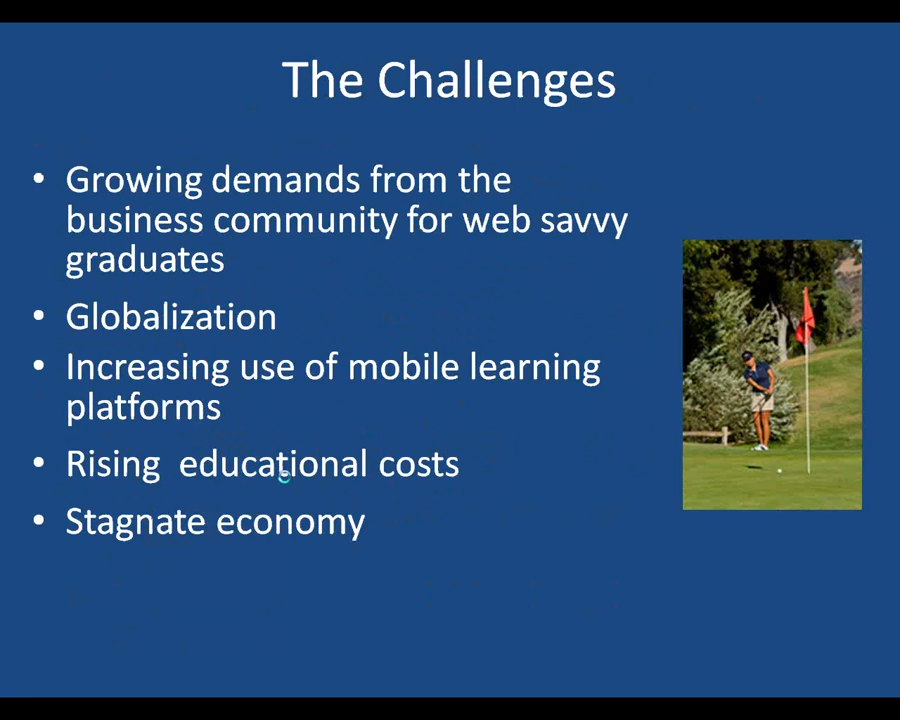 The Challenges
• Growing demands from the
business community for web savvy
graduates
• Globalization
• Increasing use of mobile learning
platforms
• Rising  educational costs
• Stagnate economy